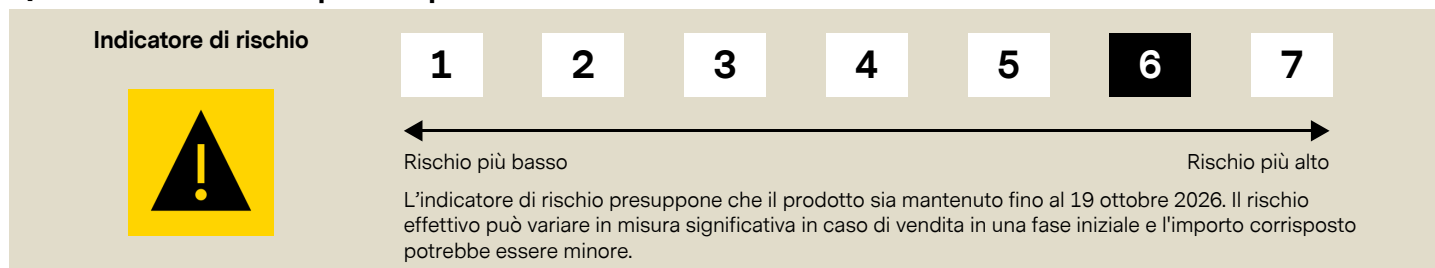 Indicatore di rischio
1 2 3 4 5 6 7
Rischio più basso Rischio più alto
L'indicatore di rischio presuppone che il prodotto sia mantenuto fino al 19 ottobre 2026. Il rischio
effettivo può variare in misura significativa in caso di vendita in una fase iniziale e l'importo corrisposto
potrebbe essere minore.